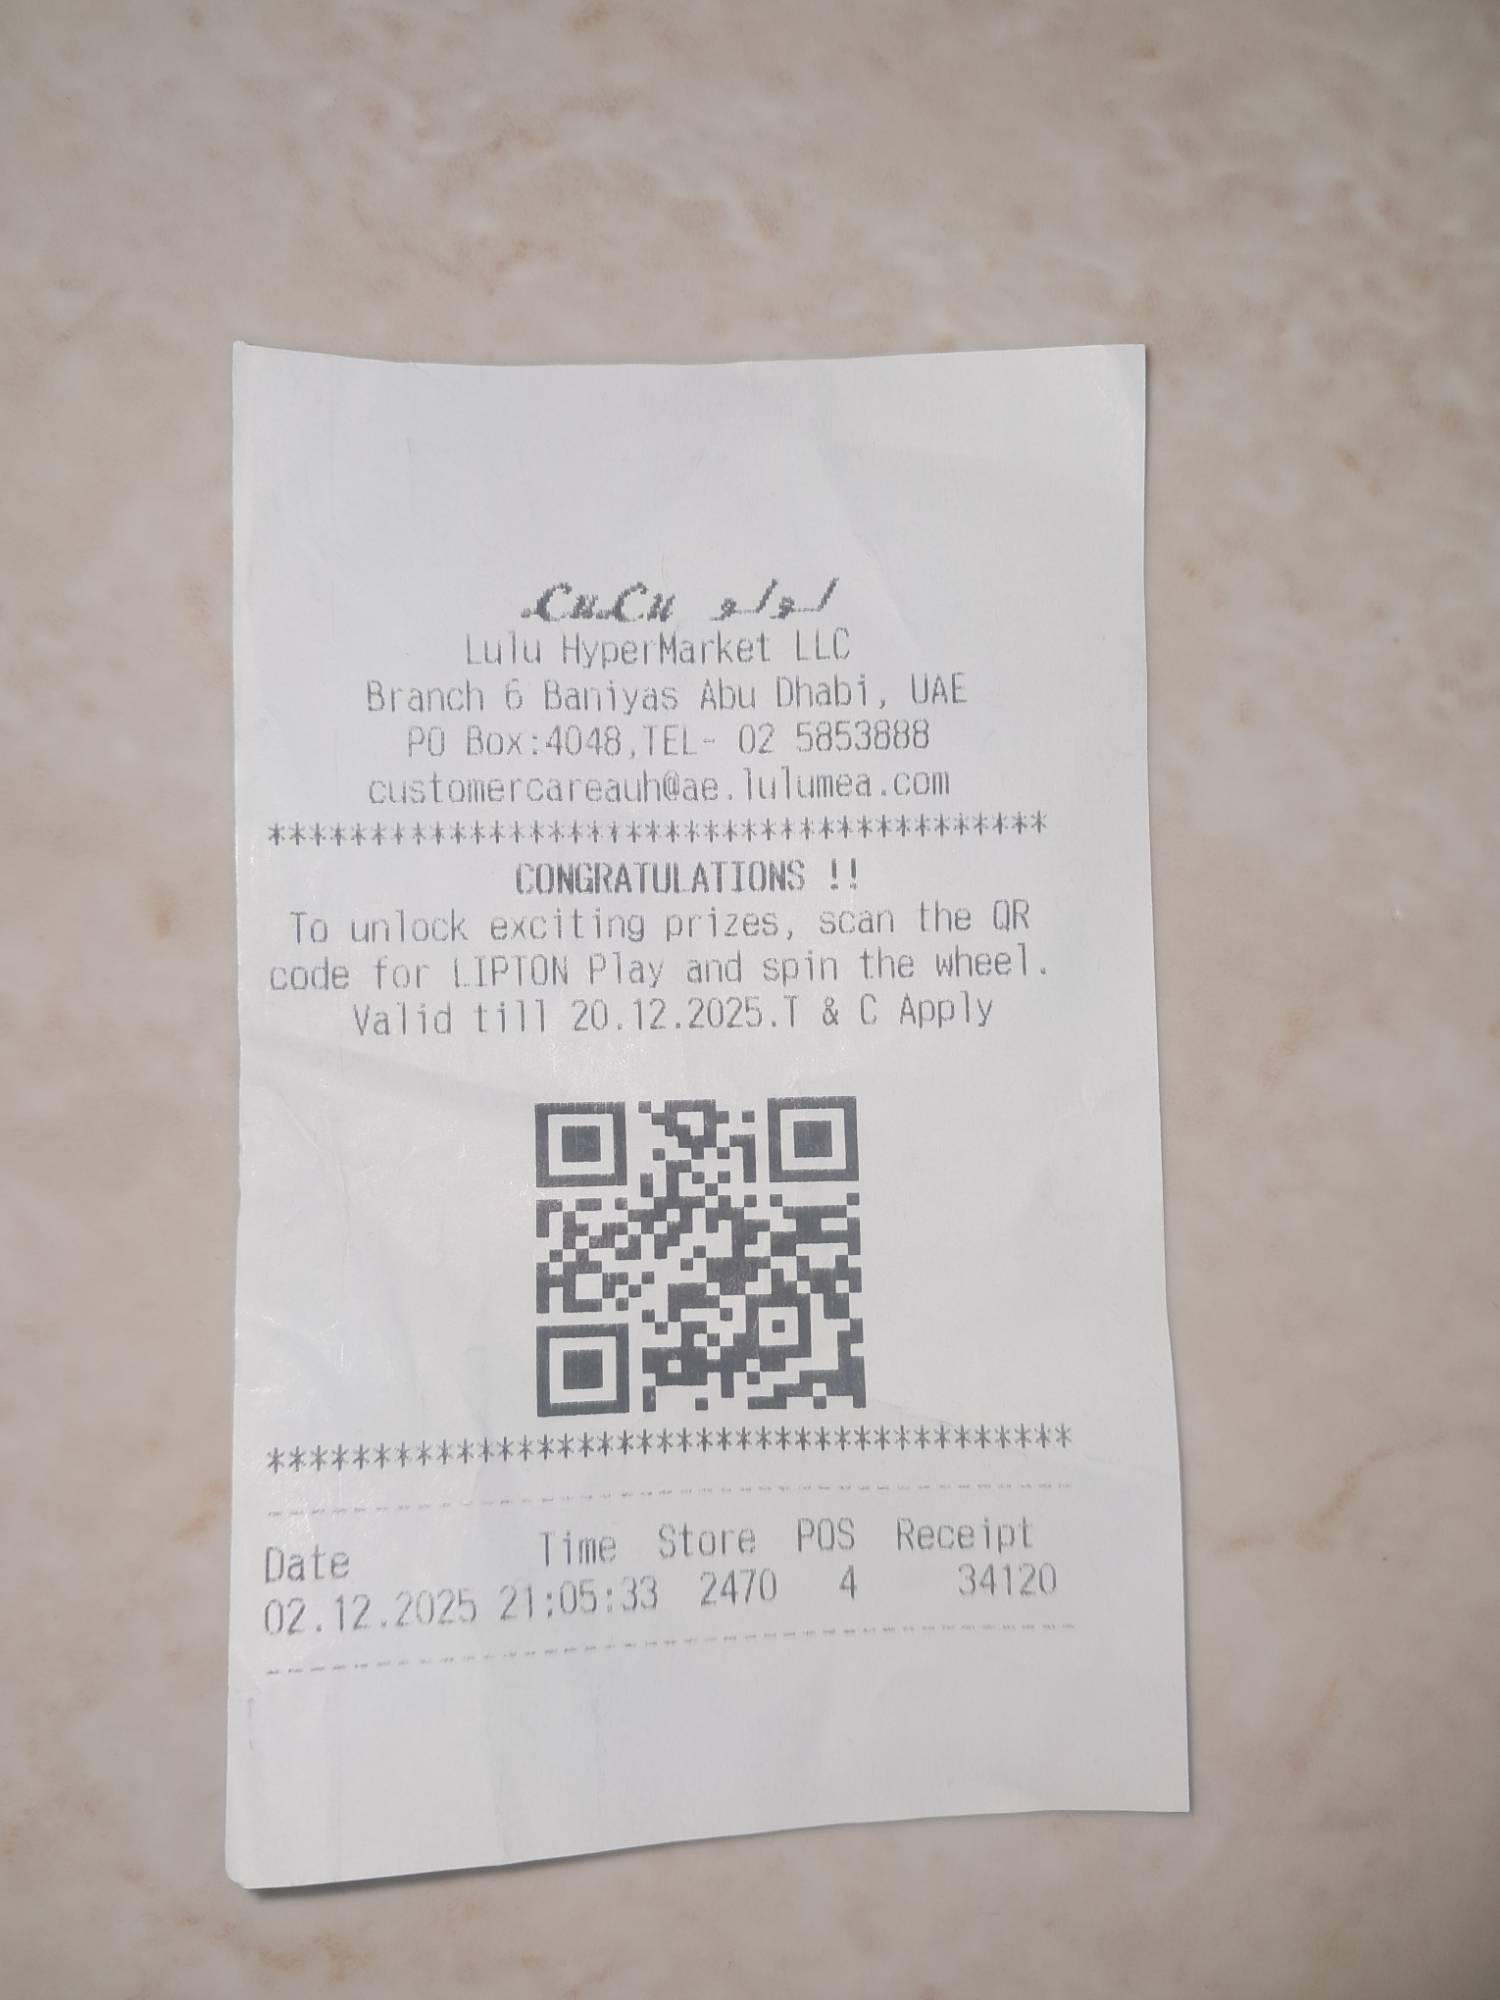 LuLu لولو
Lulu HyperMarket LLC
Branch 6 Baniyas Abu Dhabi, UAE
PO Box:4048,TEL- 02 5853888
customercareauh@ae.lulumea.com
***************************************
CONGRATULATIONS !!
To unlock exciting prizes, scan the QR
code for LIPTON Play and spin the wheel.
Valid till 20.12.2025.T & C Apply
***************************************
Date Time Store POS Receipt
02.12.2025 21:05:33 2470 4 34120